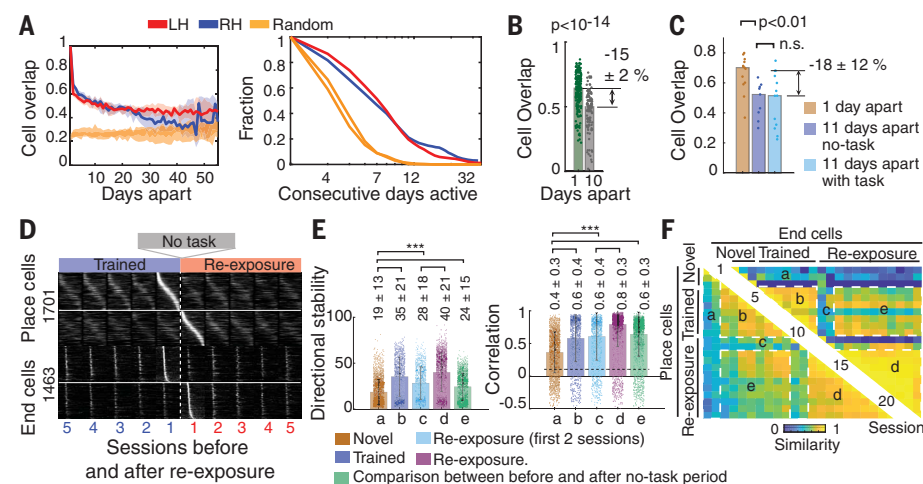 LH RH Random
A
Cell overlap
1
0.8
0.6
0.4
0.2
0
10 20 30 40 50
Days apart
Fraction
1
0.8
0.6
0.4
0.2
0
4 7 12 32
Consecutive days active
B
p<10-14
-15
± 2 %
Cell Overlap
1
0.5
0
1 10
Days apart
C
p<0.01
n.s.
-18 ± 12 %
Cell Overlap
0.8
0.6
0.4
0.2
0
1 day apart
11 days apart
no-task
11 days apart
with task
D
No task
Trained Re-exposure
Place cells
1701
End cells
1463
5 4 3 2 1 1 2 3 4 5
Sessions before
and after re-exposure
E
***
19 ± 13
35 ± 21
28 ± 18
40 ± 21
24 ± 15
Directional stability
100
50
0
a b c d e
***
0.4 ± 0.3
0.6 ± 0.4
0.6 ± 0.4
0.8 ± 0.3
0.6 ± 0.3
Correlation
1
0.5
0
-0.5
a b c d e
Novel
Re-exposure (first 2 sessions)
Trained
Re-exposure.
Comparison between before and after no-task period
F
End cells
Novel Trained Re-exposure
Place cells
Novel
Trained
Re-exposure
1
a
5 b c e
a b
10
c
15 d
e d
20
Session
0 1
Similarity